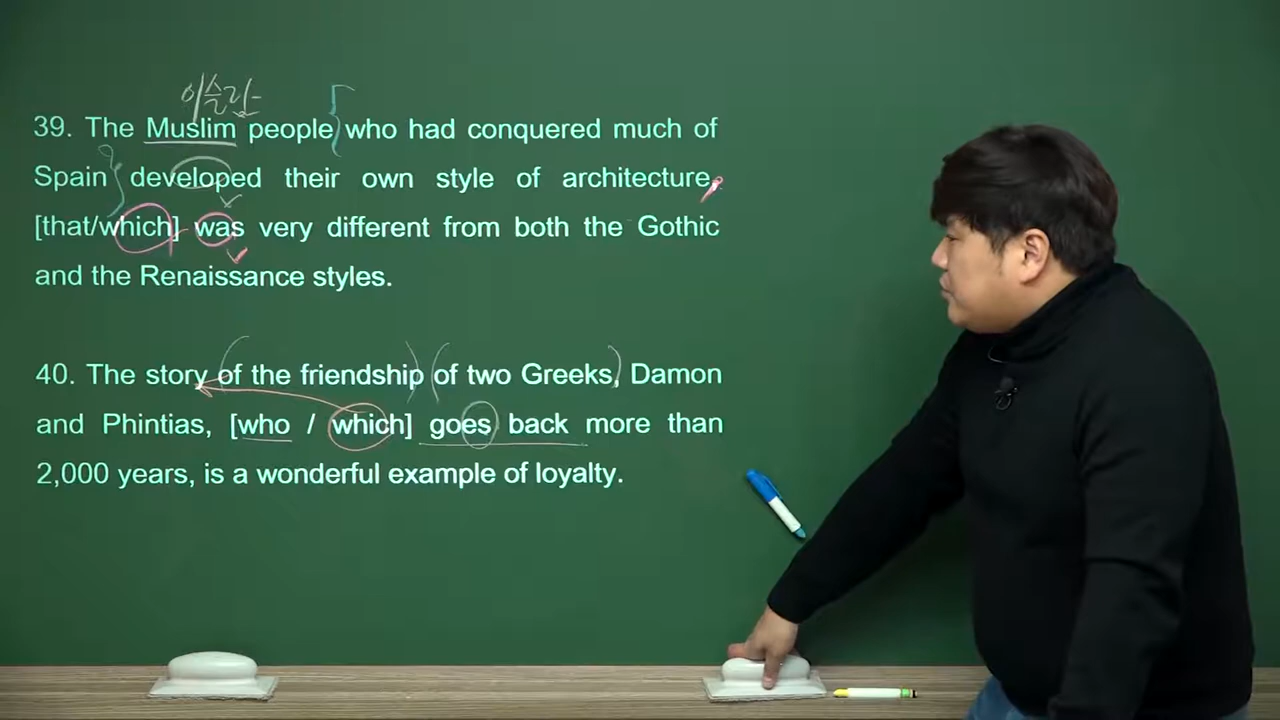 이슬람
39. The Muslim people who had conquered much of
Spain developed their own style of architecture,
[that/which] was very different from both the Gothic
and the Renaissance styles.
40. The story of the friendship of two Greeks, Damon
and Phintias, [who / which] goes back more than
2,000 years, is a wonderful example of loyalty.